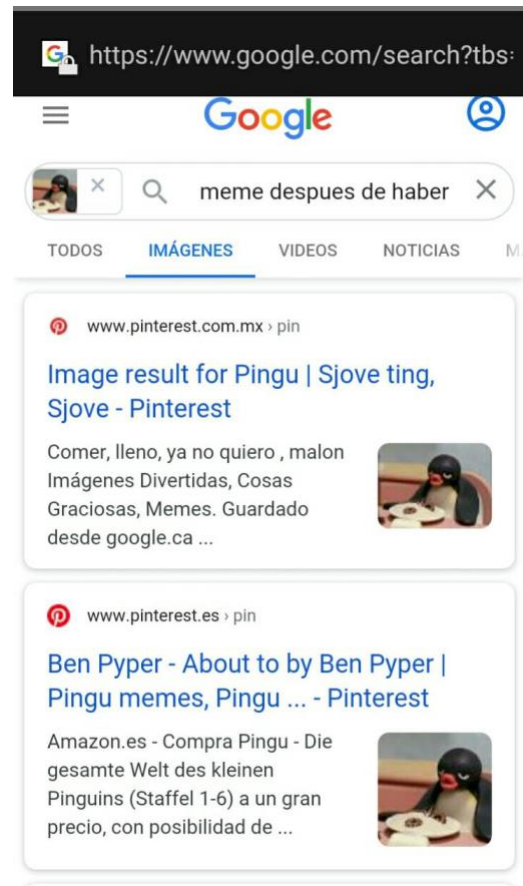 https://www.google.com/search?tbs
Google
meme despues de haber
TODOS IMÁGENES VIDEOS NOTICIAS
www.pinterest.com.mx › pin
Image result for Pingu | Sjove ting,
Sjove - Pinterest
Comer, lleno, ya no quiero , malon
Imágenes Divertidas, Cosas
Graciosas, Memes. Guardado
desde google.ca ...
www.pinterest.es › pin
Ben Pyper - About to by Ben Pyper |
Pingu memes, Pingu ... - Pinterest
Amazon.es - Compra Pingu - Die
gesamte Welt des kleinen
Pinguins (Staffel 1-6) a un gran
precio, con posibilidad de ...